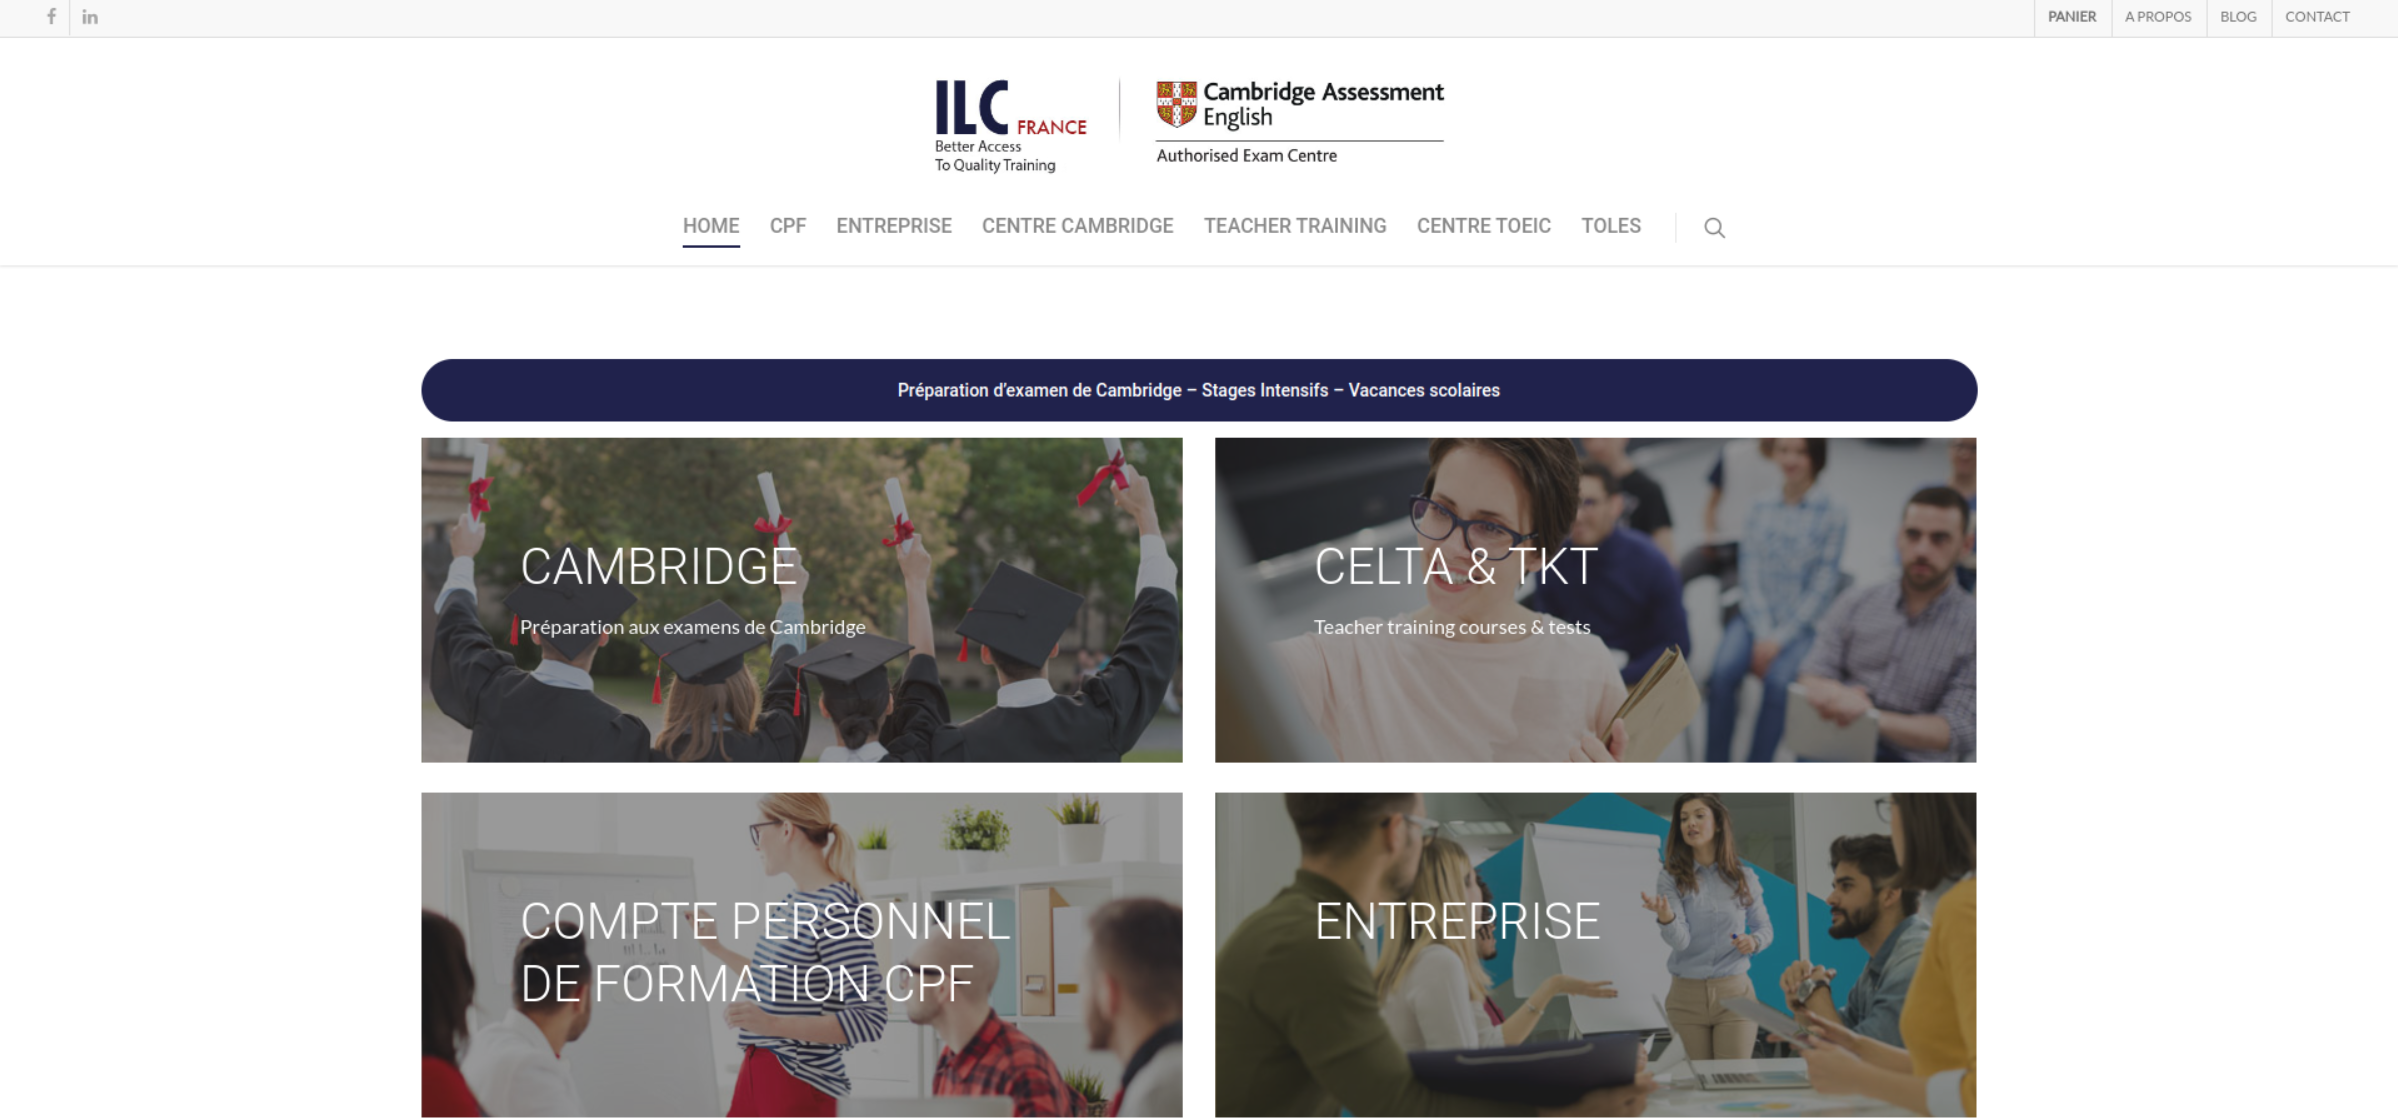 PANIER
A PROPOS
BLOG
CONTACT
ILC FRANCE
Better Access
To Quality Training
Cambridge Assessment
English
Authorised Exam Centre
HOME
CPF
ENTREPRISE
CENTRE CAMBRIDGE
TEACHER TRAINING
CENTRE TOEIC
TOLES
Préparation d’examen de Cambridge – Stages Intensifs – Vacances scolaires
CAMBRIDGE
Préparation aux examens de Cambridge
CELTA & TKT
Teacher training courses & tests
COMPTE PERSONNEL
DE FORMATION CPF
ENTREPRISE